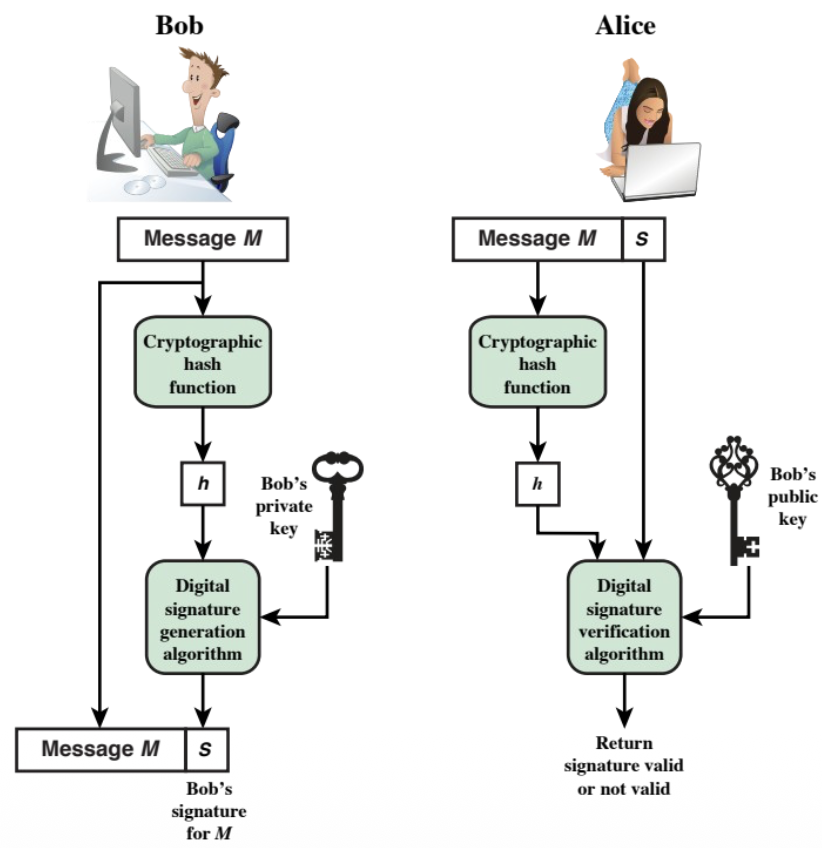 Bob
Message M
Cryptographic
hash
function
h
Bob's
private
key
Digital
signature
generation
algorithm
Message M
S
Bob's
signature
for M
Alice
Message M
S
Cryptographic
hash
function
h
Bob's
public
key
Digital
signature
verification
algorithm
Return
signature valid
or not valid